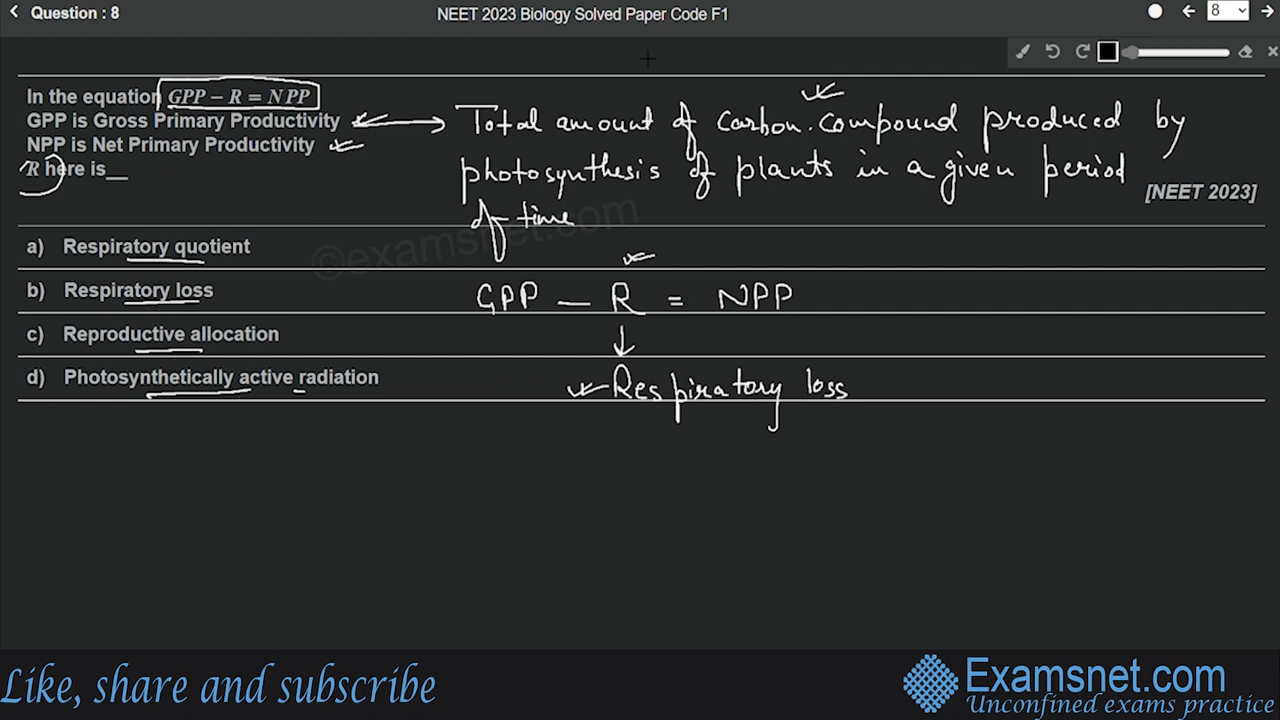 Question : 8
NEET 2023 Biology Solved Paper Code F1
8
In the equation GPP − R = NPP
GPP is Gross Primary Productivity
NPP is Net Primary Productivity
R here is__
Total amount of carbon compound produced by
photosynthesis of plants in a given period
of time
[NEET 2023]
©examsnet.com
a) Respiratory quotient
b) Respiratory loss
c) Reproductive allocation
d) Photosynthetically active radiation
GPP − R = NPP
Respiratory loss
Like, share and subscribe
Examsnet.com
Unconfined exams practice